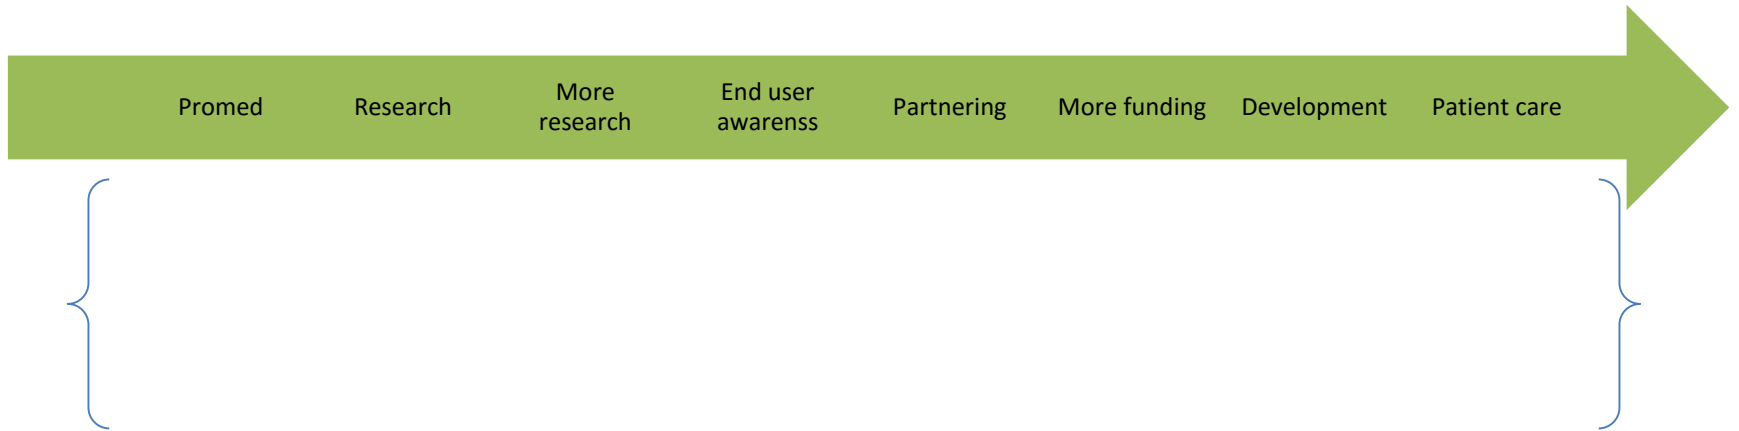 Promed
Research
More
research
End user
awarenss
Partnering
More funding
Development
Patient care